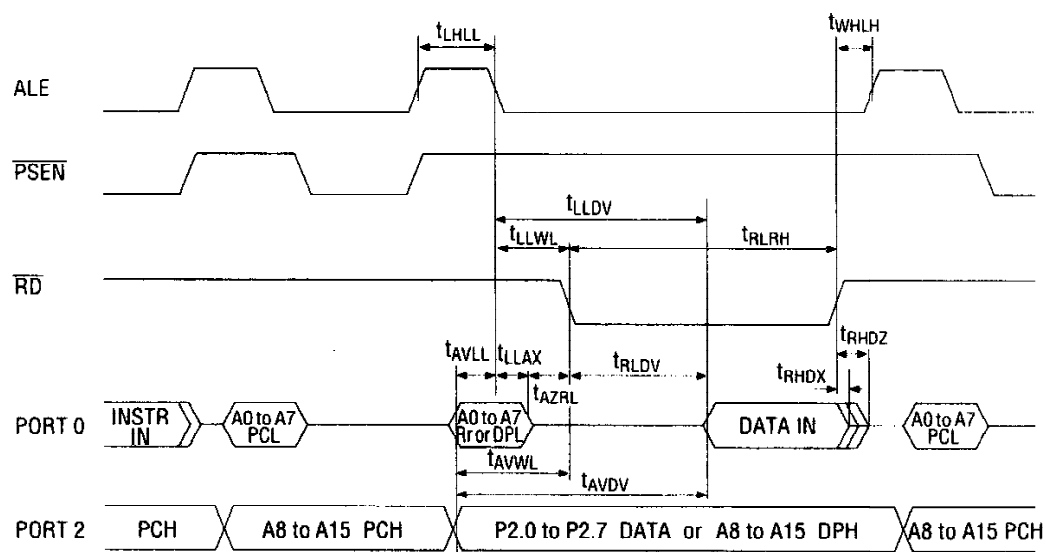 tLHLL
tWHLH
ALE
PSEN
tLLDV
tLLWL
tRLRH
RD
tAVLL
tLLAX
tRLDV
tRHDZ
tAZRL
tRHDX
PORT 0
INSTR
IN
A0 to A7
PCL
A0 to A7
Rr or DPL
DATA IN
A0 to A7
PCL
tAVWL
tAVDV
PORT 2
PCH
A8 to A15 PCH
P2.0 to P2.7 DATA or A8 to A15 DPH
A8 to A15 PCH